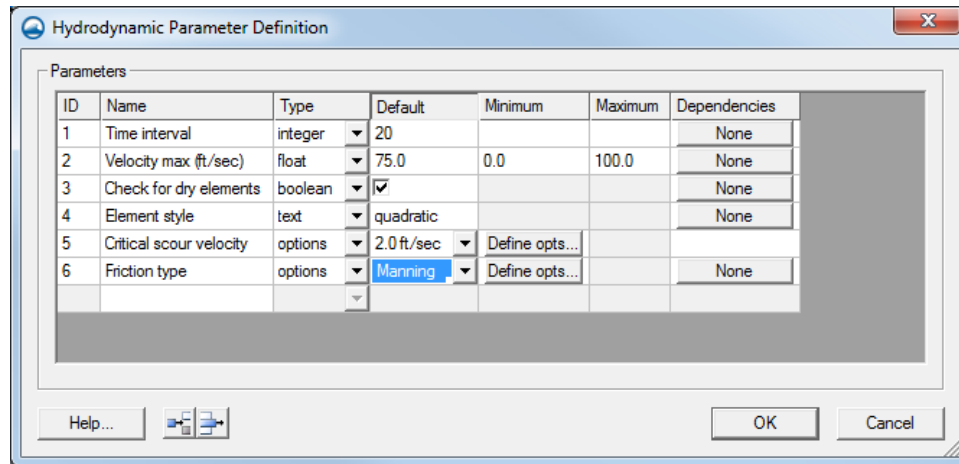 Hydrodynamic Parameter Definition
Parameters
ID Name Type Default Minimum Maximum Dependencies
1 Time interval integer 20 None
2 Velocity max (ft/sec) float 75.0 0.0 100.0 None
3 Check for dry elements boolean None
4 Element style text quadratic None
5 Critical scour velocity options 2.0 ft/sec Define opts...
6 Friction type options Manning Define opts... None
Help... OK Cancel